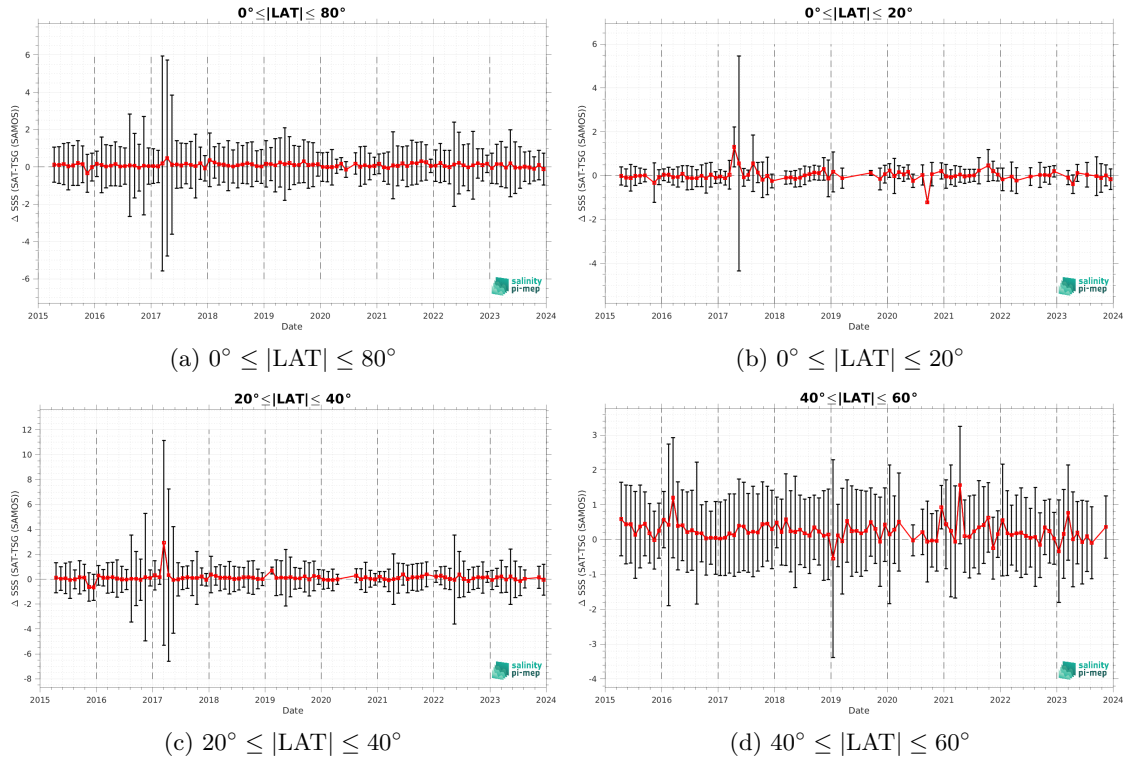 0°≤|LAT|≤ 80°
Δ SSS (SAT-TSG (SAMOS))
6
4
2
0
-2
-4
-6
2015 2016 2017 2018 2019 2020 2021 2022 2023 2024
Date
salinity
pi-mep
(a) 0° ≤ |LAT| ≤ 80°
0°≤|LAT|≤ 20°
Δ SSS (SAT-TSG (SAMOS))
6
4
2
0
-2
-4
2015 2016 2017 2018 2019 2020 2021 2022 2023 2024
Date
salinity
pi-mep
(b) 0° ≤ |LAT| ≤ 20°
20°≤|LAT|≤ 40°
Δ SSS (SAT-TSG (SAMOS))
12
10
8
6
4
2
0
-2
-4
-6
-8
2015 2016 2017 2018 2019 2020 2021 2022 2023 2024
Date
salinity
pi-mep
(c) 20° ≤ |LAT| ≤ 40°
40°≤|LAT|≤ 60°
Δ SSS (SAT-TSG (SAMOS))
3
2
1
0
-1
-2
-3
-4
2015 2016 2017 2018 2019 2020 2021 2022 2023 2024
Date
salinity
pi-mep
(d) 40° ≤ |LAT| ≤ 60°